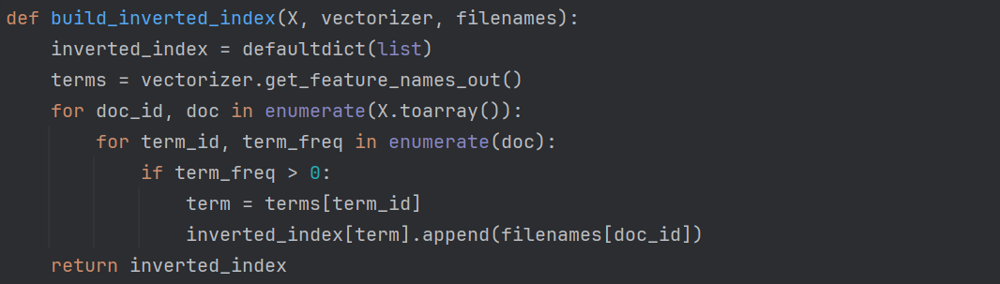 def build_inverted_index(X, vectorizer, filenames):
    inverted_index = defaultdict(list)
    terms = vectorizer.get_feature_names_out()
    for doc_id, doc in enumerate(X.toarray()):
        for term_id, term_freq in enumerate(doc):
            if term_freq > 0:
                term = terms[term_id]
                inverted_index[term].append(filenames[doc_id])
    return inverted_index